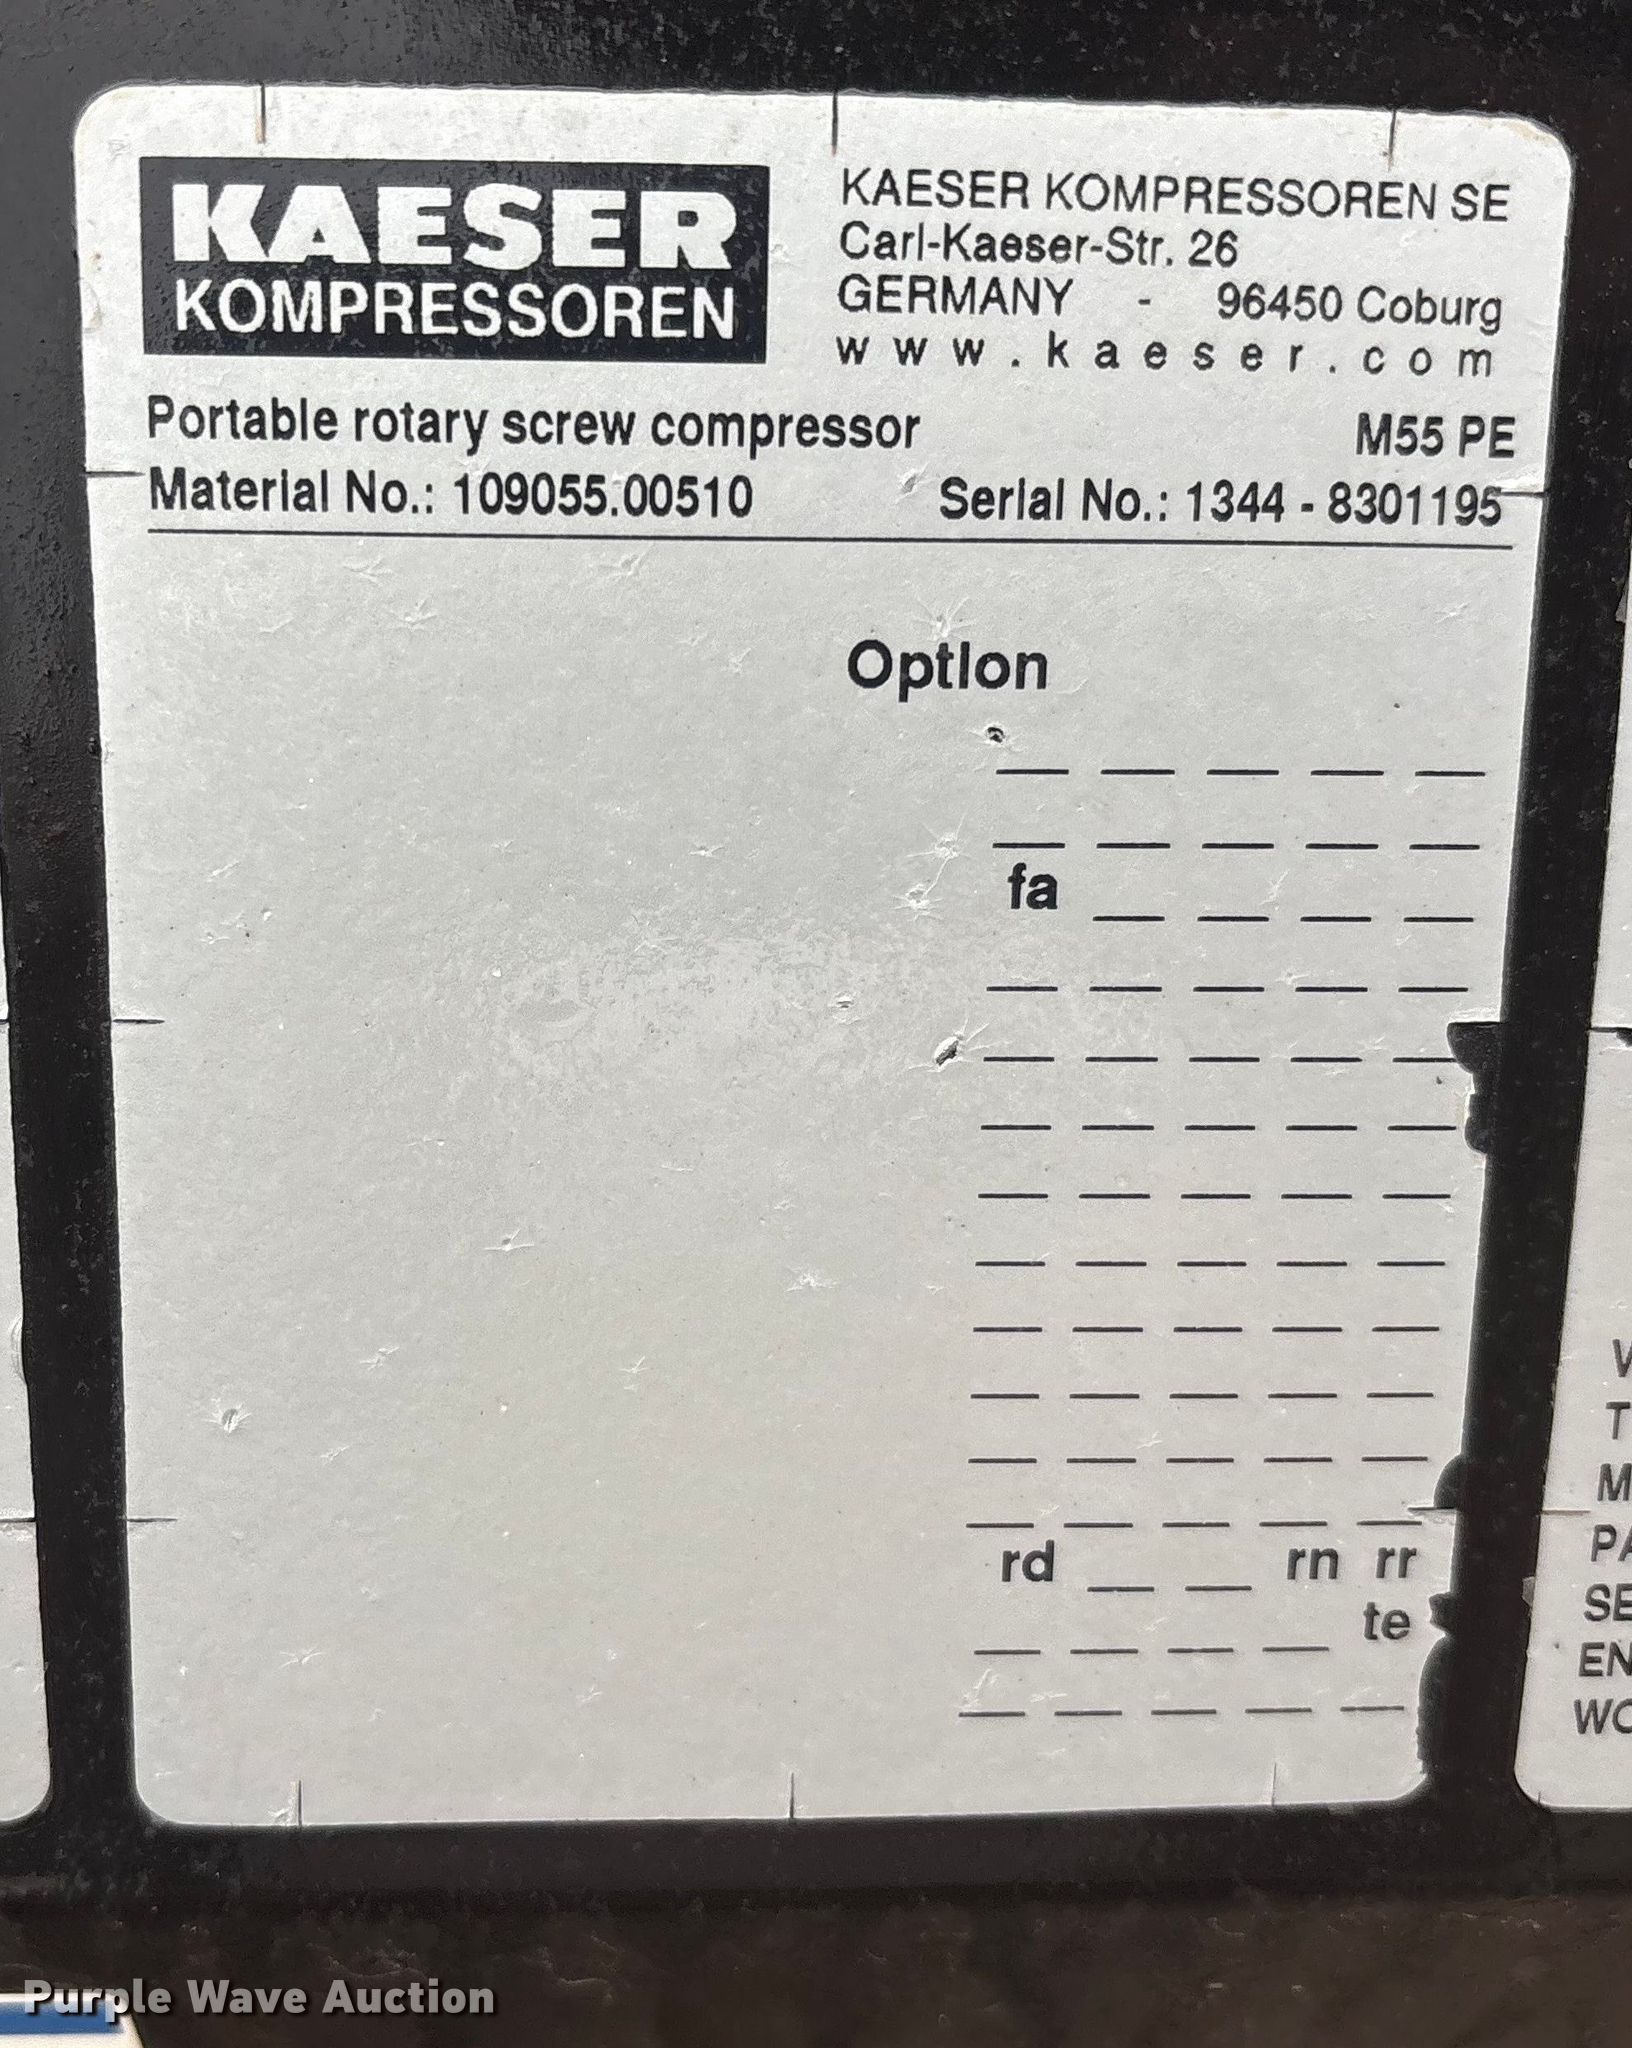 KAESER
KOMPRESSOREN
KAESER KOMPRESSOREN SE
Carl-Kaeser-Str. 26
GERMANY - 96450 Coburg
www.kaeser.com
Portable rotary screw compressor M55 PE
Material No.: 109055.00510 Serial No.: 1344 - 8301195
Option
_ _ _ _ _
_ _ _ _ _
fa _ _ _ _
_ _ _ _ _
_ _ _ _ _
_ _ _ _ _
_ _ _ _ _
_ _ _ _ _
_ _ _ _ _
_ _ _ _ _
_ _ _ _ _
_ _ _ _ _
rd _ _ rn rr
_ _ _ _ te
_ _ _ _ _
Purple Wave Auction